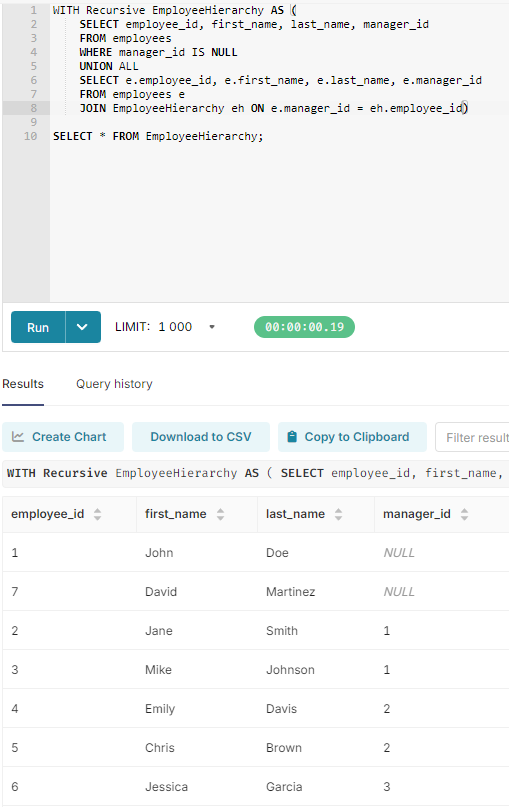 1 WITH Recursive EmployeeHierarchy AS (
2 SELECT employee_id, first_name, last_name, manager_id
3 FROM employees
4 WHERE manager_id IS NULL
5 UNION ALL
6 SELECT e.employee_id, e.first_name, e.last_name, e.manager_id
7 FROM employees e
8 JOIN EmployeeHierarchy eh ON e.manager_id = eh.employee_id)
9
10 SELECT * FROM EmployeeHierarchy;
Run LIMIT: 1 000 00:00:00.19
Results Query history
Create Chart Download to CSV Copy to Clipboard Filter result
WITH Recursive EmployeeHierarchy AS ( SELECT employee_id, first_name,
employee_id first_name last_name manager_id
1 John Doe NULL
7 David Martinez NULL
2 Jane Smith 1
3 Mike Johnson 1
4 Emily Davis 2
5 Chris Brown 2
6 Jessica Garcia 3